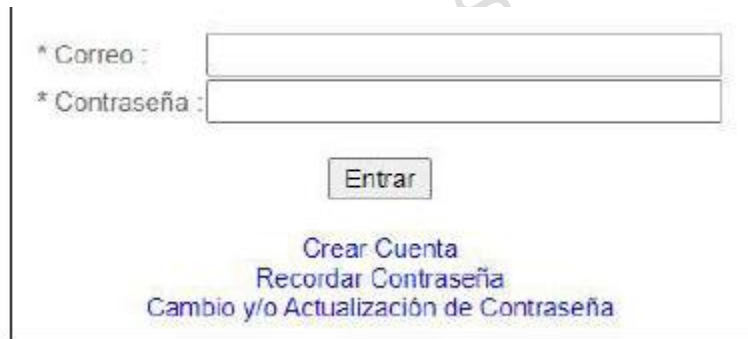 * Correo :
* Contraseña :
Entrar
Crear Cuenta
Recordar Contraseña
Cambio y/o Actualización de Contraseña